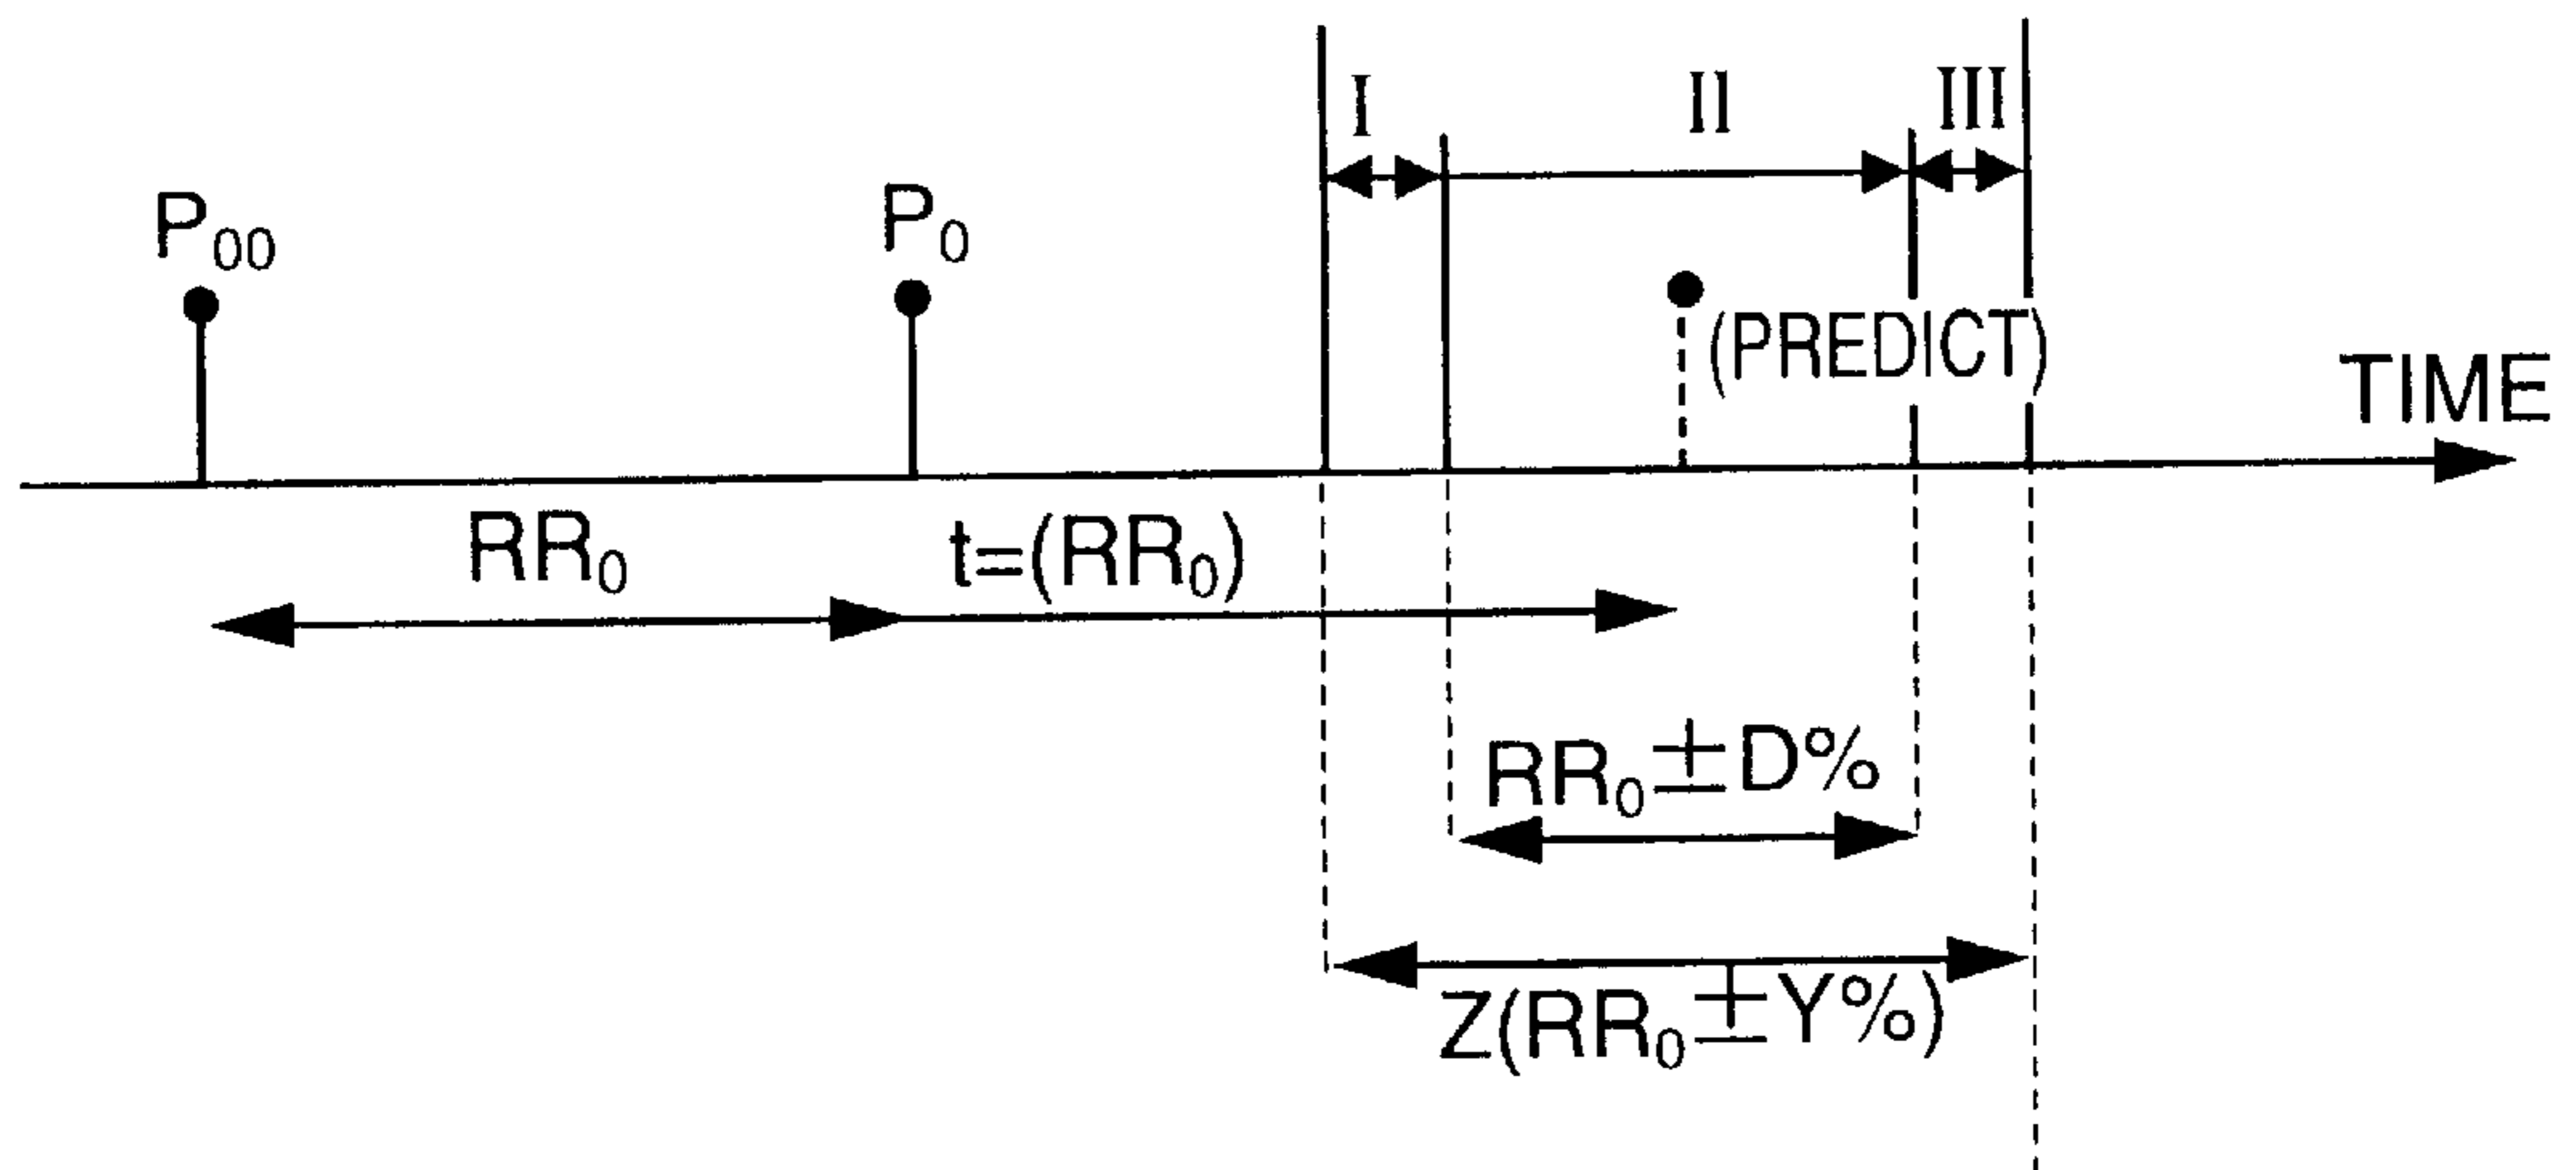 I
II
III
P₀₀
P₀
(PREDICT)
TIME
RR₀
t=(RR₀)
RR₀±D%
Z(RR₀±Y%)